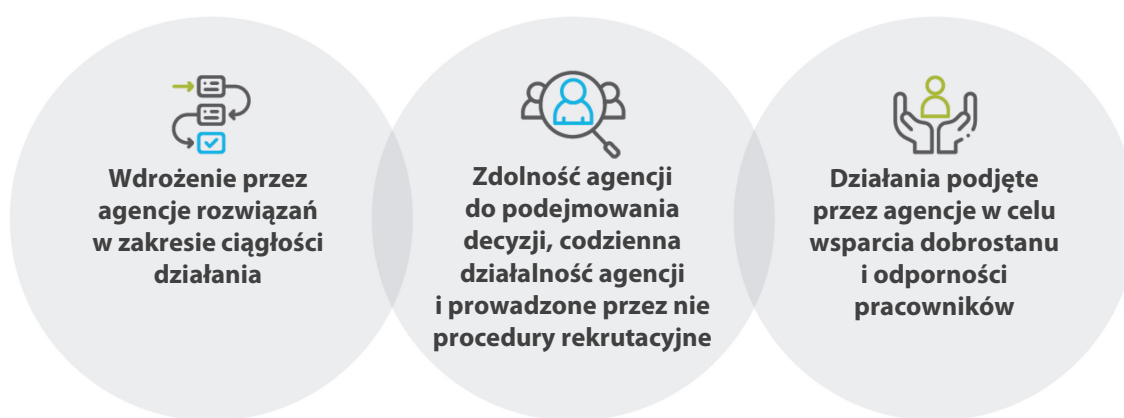 Wdrożenie przez
agencje rozwiązań
w zakresie ciągłości
działania
Zdolność agencji
do podejmowania
decyzji, codzienna
działalność agencji
i prowadzone przez nie
procedury rekrutacyjne
Działania podjęte
przez agencje w celu
wsparcia dobrostanu
i odporności
pracowników